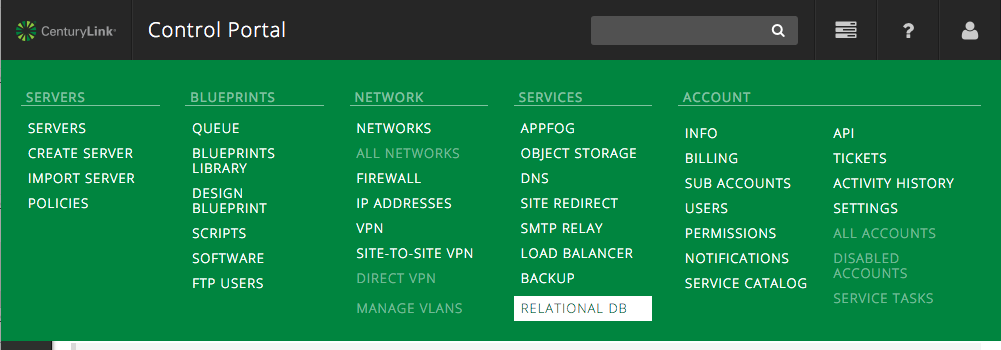 CenturyLink®
Control Portal
?
SERVERS
SERVERS
CREATE SERVER
IMPORT SERVER
POLICIES
BLUEPRINTS
QUEUE
BLUEPRINTS
LIBRARY
DESIGN
BLUEPRINT
SCRIPTS
SOFTWARE
FTP USERS
NETWORK
NETWORKS
ALL NETWORKS
FIREWALL
IP ADDRESSES
VPN
SITE-TO-SITE VPN
DIRECT VPN
MANAGE VLANS
SERVICES
APPFOG
OBJECT STORAGE
DNS
SITE REDIRECT
SMTP RELAY
LOAD BALANCER
BACKUP
RELATIONAL DB
ACCOUNT
INFO
BILLING
SUB ACCOUNTS
USERS
PERMISSIONS
NOTIFICATIONS
SERVICE CATALOG
API
TICKETS
ACTIVITY HISTORY
SETTINGS
ALL ACCOUNTS
DISABLED
ACCOUNTS
SERVICE TASKS